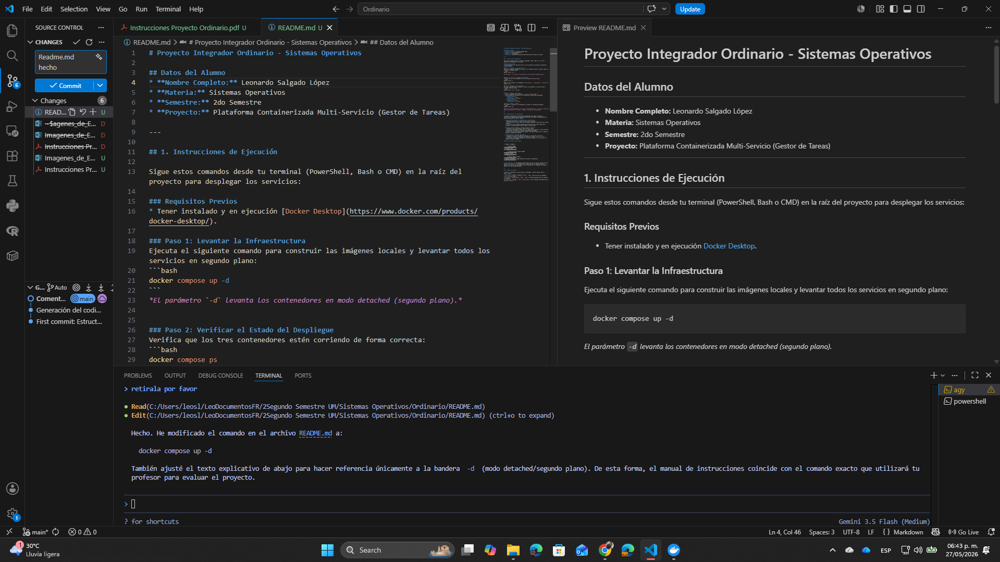 File Edit Selection View Go Run Terminal Help
Ordinario
Update
SOURCE CONTROL
CHANGES
Readme.md
hecho
Commit
Changes 6
READ... U
~$agenes_de_E... D
Imagenes_de_E... D
Instrucciones Pr... D
Imagenes_de_E... U
Instrucciones Pr... U
G... Auto
Coment... main
Generación del codi...
First commit: Estruct...
6
1
Instrucciones Proyecto Ordinario.pdf U
README.md U
README.md > # Proyecto Integrador Ordinario - Sistemas Operativos > ## Datos del Alumno
1 # Proyecto Integrador Ordinario - Sistemas Operativos
2
3 ## Datos del Alumno
4 * **Nombre Completo:** Leonardo Salgado López
5 * **Materia:** Sistemas Operativos
6 * **Semestre:** 2do Semestre
7 * **Proyecto:** Plataforma Containerizada Multi-Servicio (Gestor de Tareas)
8
9 ---
10
11 ## 1. Instrucciones de Ejecución
12
13 Sigue estos comandos desde tu terminal (PowerShell, Bash o CMD) en la raíz del
proyecto para desplegar los servicios:
14
15 ### Requisitos Previos
16 * Tener instalado y en ejecución [Docker Desktop](https://www.docker.com/products/
docker-desktop/).
17
18 ### Paso 1: Levantar la Infraestructura
19 Ejecuta el siguiente comando para construir las imágenes locales y levantar todos los
servicios en segundo plano:
20 ```bash
21 docker compose up -d
22 ```
23 *El parámetro `-d` levanta los contenedores en modo detached (segundo plano).*
24
25
26 ### Paso 2: Verificar el Estado del Despliegue
27 Verifica que los tres contenedores estén corriendo de forma correcta:
28 ```bash
29 docker compose ps
Preview README.md
Proyecto Integrador Ordinario - Sistemas Operativos
Datos del Alumno
• Nombre Completo: Leonardo Salgado López
• Materia: Sistemas Operativos
• Semestre: 2do Semestre
• Proyecto: Plataforma Containerizada Multi-Servicio (Gestor de Tareas)
1. Instrucciones de Ejecución
Sigue estos comandos desde tu terminal (PowerShell, Bash o CMD) en la raíz del proyecto para desplegar los servicios:
Requisitos Previos
• Tener instalado y en ejecución Docker Desktop.
Paso 1: Levantar la Infraestructura
Ejecuta el siguiente comando para construir las imágenes locales y levantar todos los servicios en segundo plano:
docker compose up -d
El parámetro -d levanta los contenedores en modo detached (segundo plano).
PROBLEMS OUTPUT DEBUG CONSOLE TERMINAL PORTS
> retirala por favor
● Read(C:/Users/leosl/LeoDocumentosFR/2Segundo Semestre UM/Sistemas Operativos/Ordinario/README.md)
● Edit(C:/Users/leosl/LeoDocumentosFR/2Segundo Semestre UM/Sistemas Operativos/Ordinario/README.md) (ctrl+o to expand)
Hecho. He modificado el comando en el archivo README.md a:
docker compose up -d
También ajusté el texto explicativo de abajo para hacer referencia únicamente a la bandera -d (modo detached/segundo plano). De esta forma, el manual de instrucciones coincide con el comando exacto que utilizará tu
profesor para evaluar el proyecto.
>
? for shortcuts
Gemini 3.5 Flash (Medium)
agy
powershell
main* 0 0
Ln 4, Col 46 Spaces: 3 UTF-8 LF { } Markdown Go Live
1
30°C
Lluvia ligera
Search
ESP
06:43 p. m.
27/05/2026